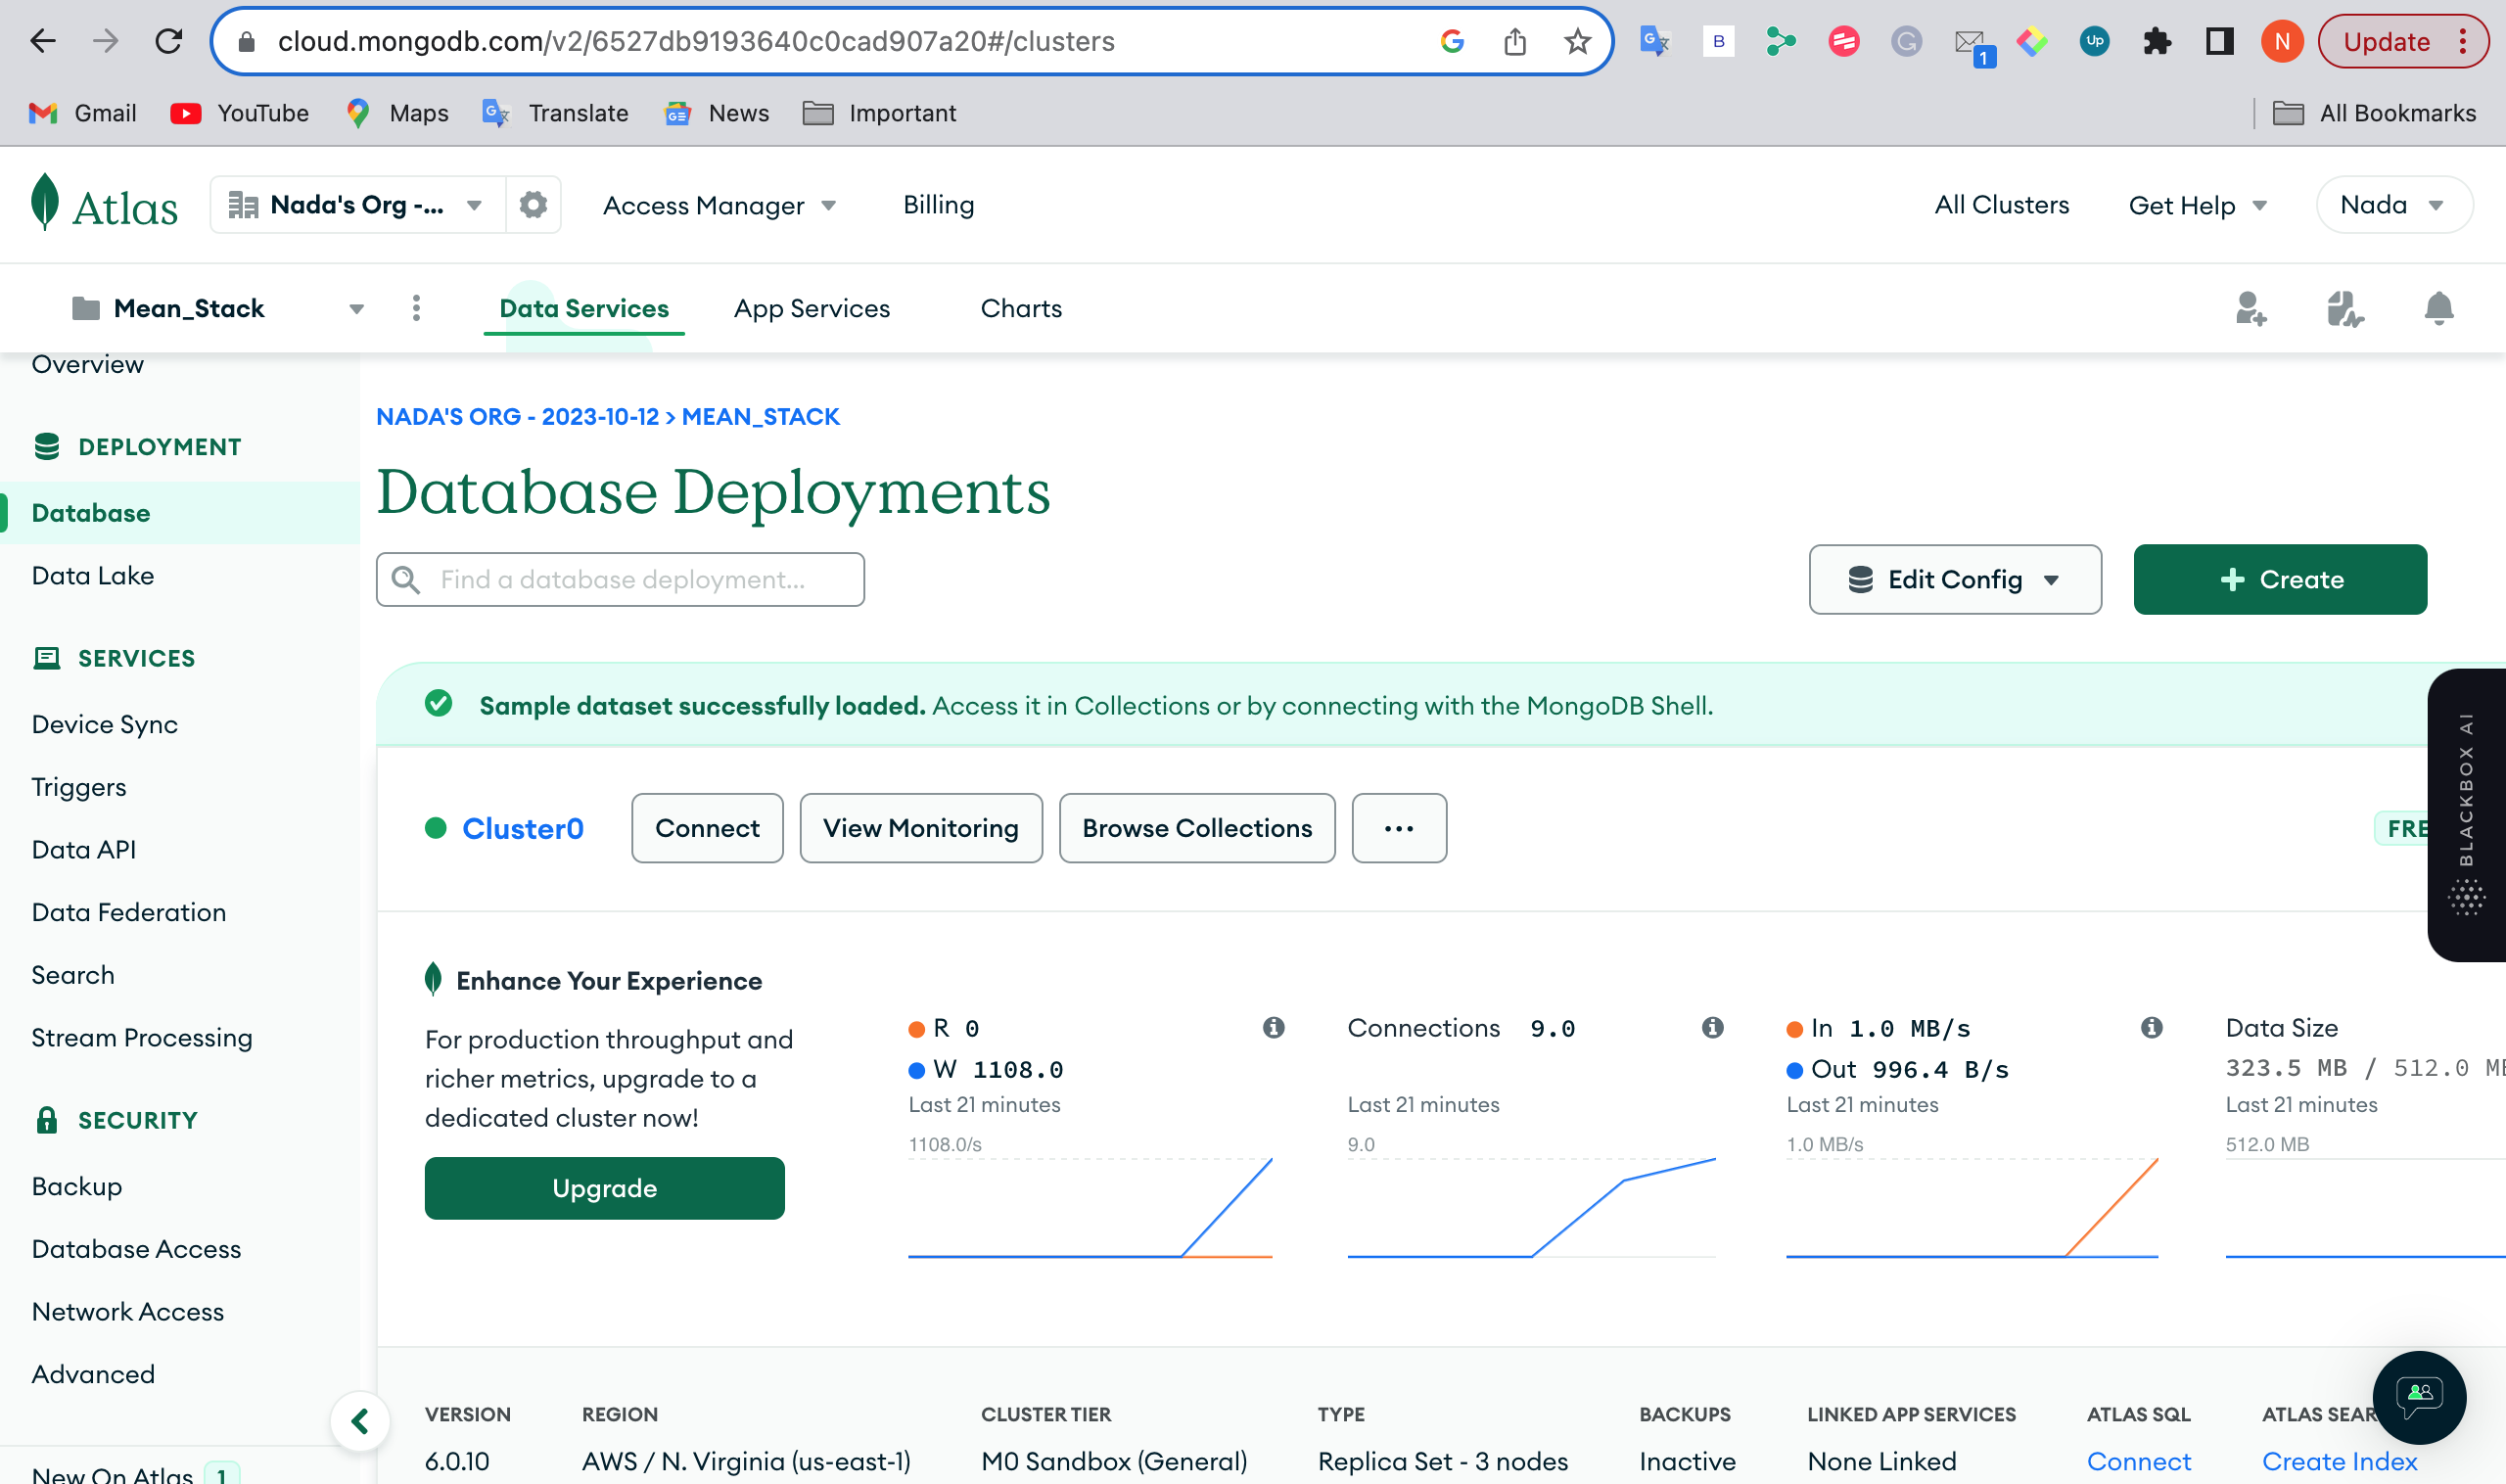 cloud.mongodb.com/v2/6527db9193640c0cad907a20#/clusters
B
1
Up
N
Update
Gmail
YouTube
Maps
Translate
News
Important
All Bookmarks
Atlas
Nada's Org -...
Access Manager
Billing
All Clusters
Get Help
Nada
Mean_Stack
Data Services
App Services
Charts
Overview
DEPLOYMENT
Database
Data Lake
SERVICES
Device Sync
Triggers
Data API
Data Federation
Search
Stream Processing
SECURITY
Backup
Database Access
Network Access
Advanced
New On Atlas 1
NADA'S ORG - 2023-10-12 > MEAN_STACK
Database Deployments
Find a database deployment...
Edit Config
+ Create
Sample dataset successfully loaded. Access it in Collections or by connecting with the MongoDB Shell.
Cluster0
Connect
View Monitoring
Browse Collections
...
FRE
BLACKBOX AI
Enhance Your Experience
For production throughput and
richer metrics, upgrade to a
dedicated cluster now!
Upgrade
R 0
W 1108.0
Last 21 minutes
1108.0/s
Connections 9.0
Last 21 minutes
9.0
In 1.0 MB/s
Out 996.4 B/s
Last 21 minutes
1.0 MB/s
Data Size
323.5 MB / 512.0 MB
Last 21 minutes
512.0 MB
VERSION
6.0.10
REGION
AWS / N. Virginia (us-east-1)
CLUSTER TIER
M0 Sandbox (General)
TYPE
Replica Set - 3 nodes
BACKUPS
Inactive
LINKED APP SERVICES
None Linked
ATLAS SQL
Connect
ATLAS SEAR
Create Index